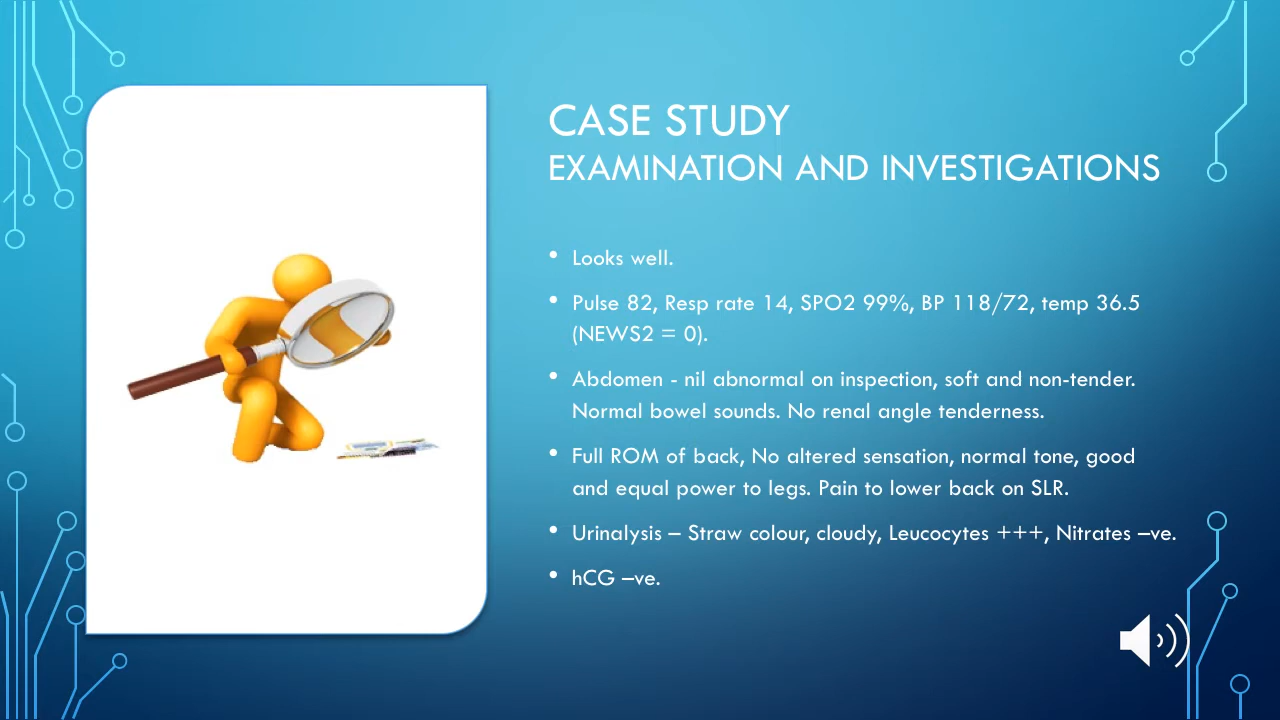 CASE STUDY
EXAMINATION AND INVESTIGATIONS
• Looks well.
• Pulse 82, Resp rate 14, SPO2 99%, BP 118/72, temp 36.5
(NEWS2 = 0).
• Abdomen - nil abnormal on inspection, soft and non-tender.
Normal bowel sounds. No renal angle tenderness.
• Full ROM of back, No altered sensation, normal tone, good
and equal power to legs. Pain to lower back on SLR.
• Urinalysis – Straw colour, cloudy, Leucocytes +++, Nitrates –ve.
• hCG –ve.